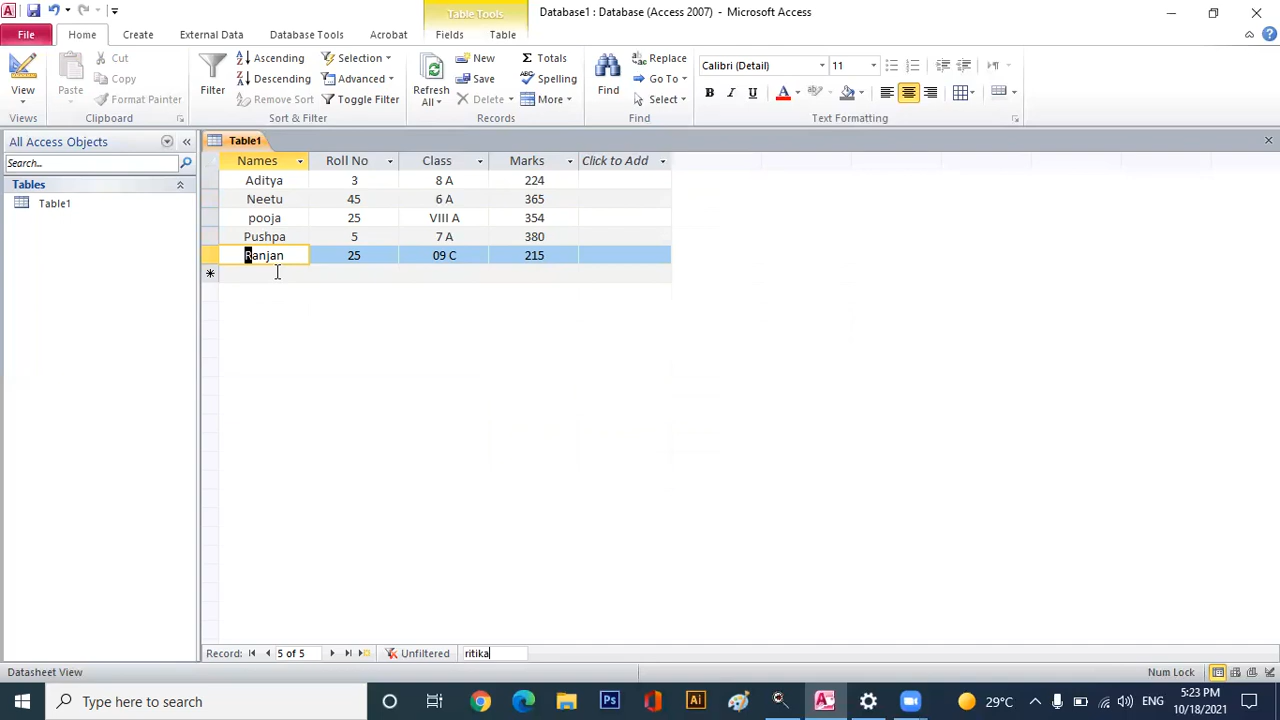 Table Tools
Database1 : Database (Access 2007) - Microsoft Access
File Home Create External Data Database Tools Acrobat Fields Table
View
Views
Paste
Cut
Copy
Format Painter
Clipboard
Filter
Ascending
Descending
Remove Sort
Selection
Advanced
Toggle Filter
Sort & Filter
Refresh
All
New
Save
Delete
Totals
Spelling
More
Records
Find
Replace
Go To
Select
Find
Calibri (Detail) 11
B I U A
Text Formatting
All Access Objects
Search...
Tables
Table1
Table1
Names Roll No Class Marks Click to Add
Aditya 3 8 A 224
Neetu 45 6 A 365
pooja 25 VIII A 354
Pushpa 5 7 A 380
Ranjan 25 09 C 215
Record: 5 of 5 Unfiltered ritika
Datasheet View Num Lock
Type here to search
Ps
Ai
29°C ENG
5:23 PM
10/18/2021